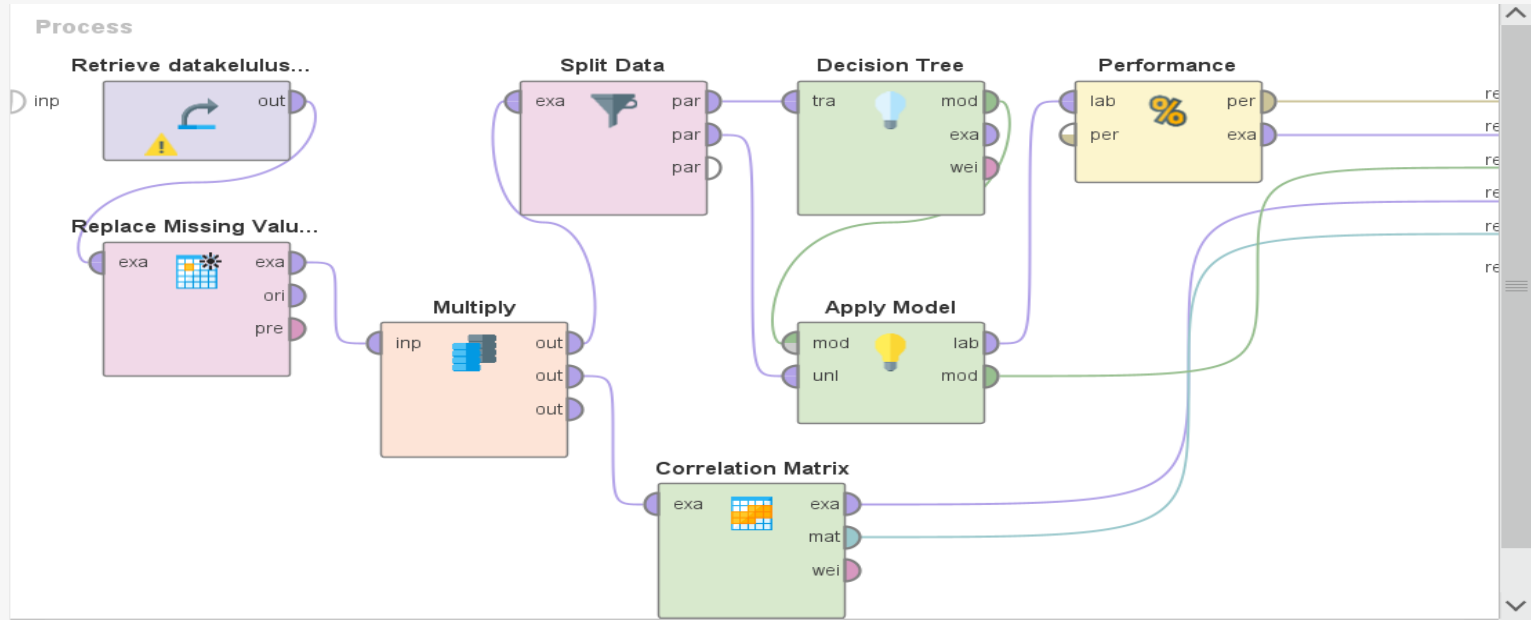 Process
Retrieve datakelulus...
inp
out
Replace Missing Valu...
exa
exa
ori
pre
Multiply
inp
out
out
out
Split Data
exa
par
par
par
Decision Tree
tra
mod
exa
wei
Performance
lab
per
per
exa
Apply Model
mod
lab
unl
mod
Correlation Matrix
exa
exa
mat
wei
re
re
re
re
re
re